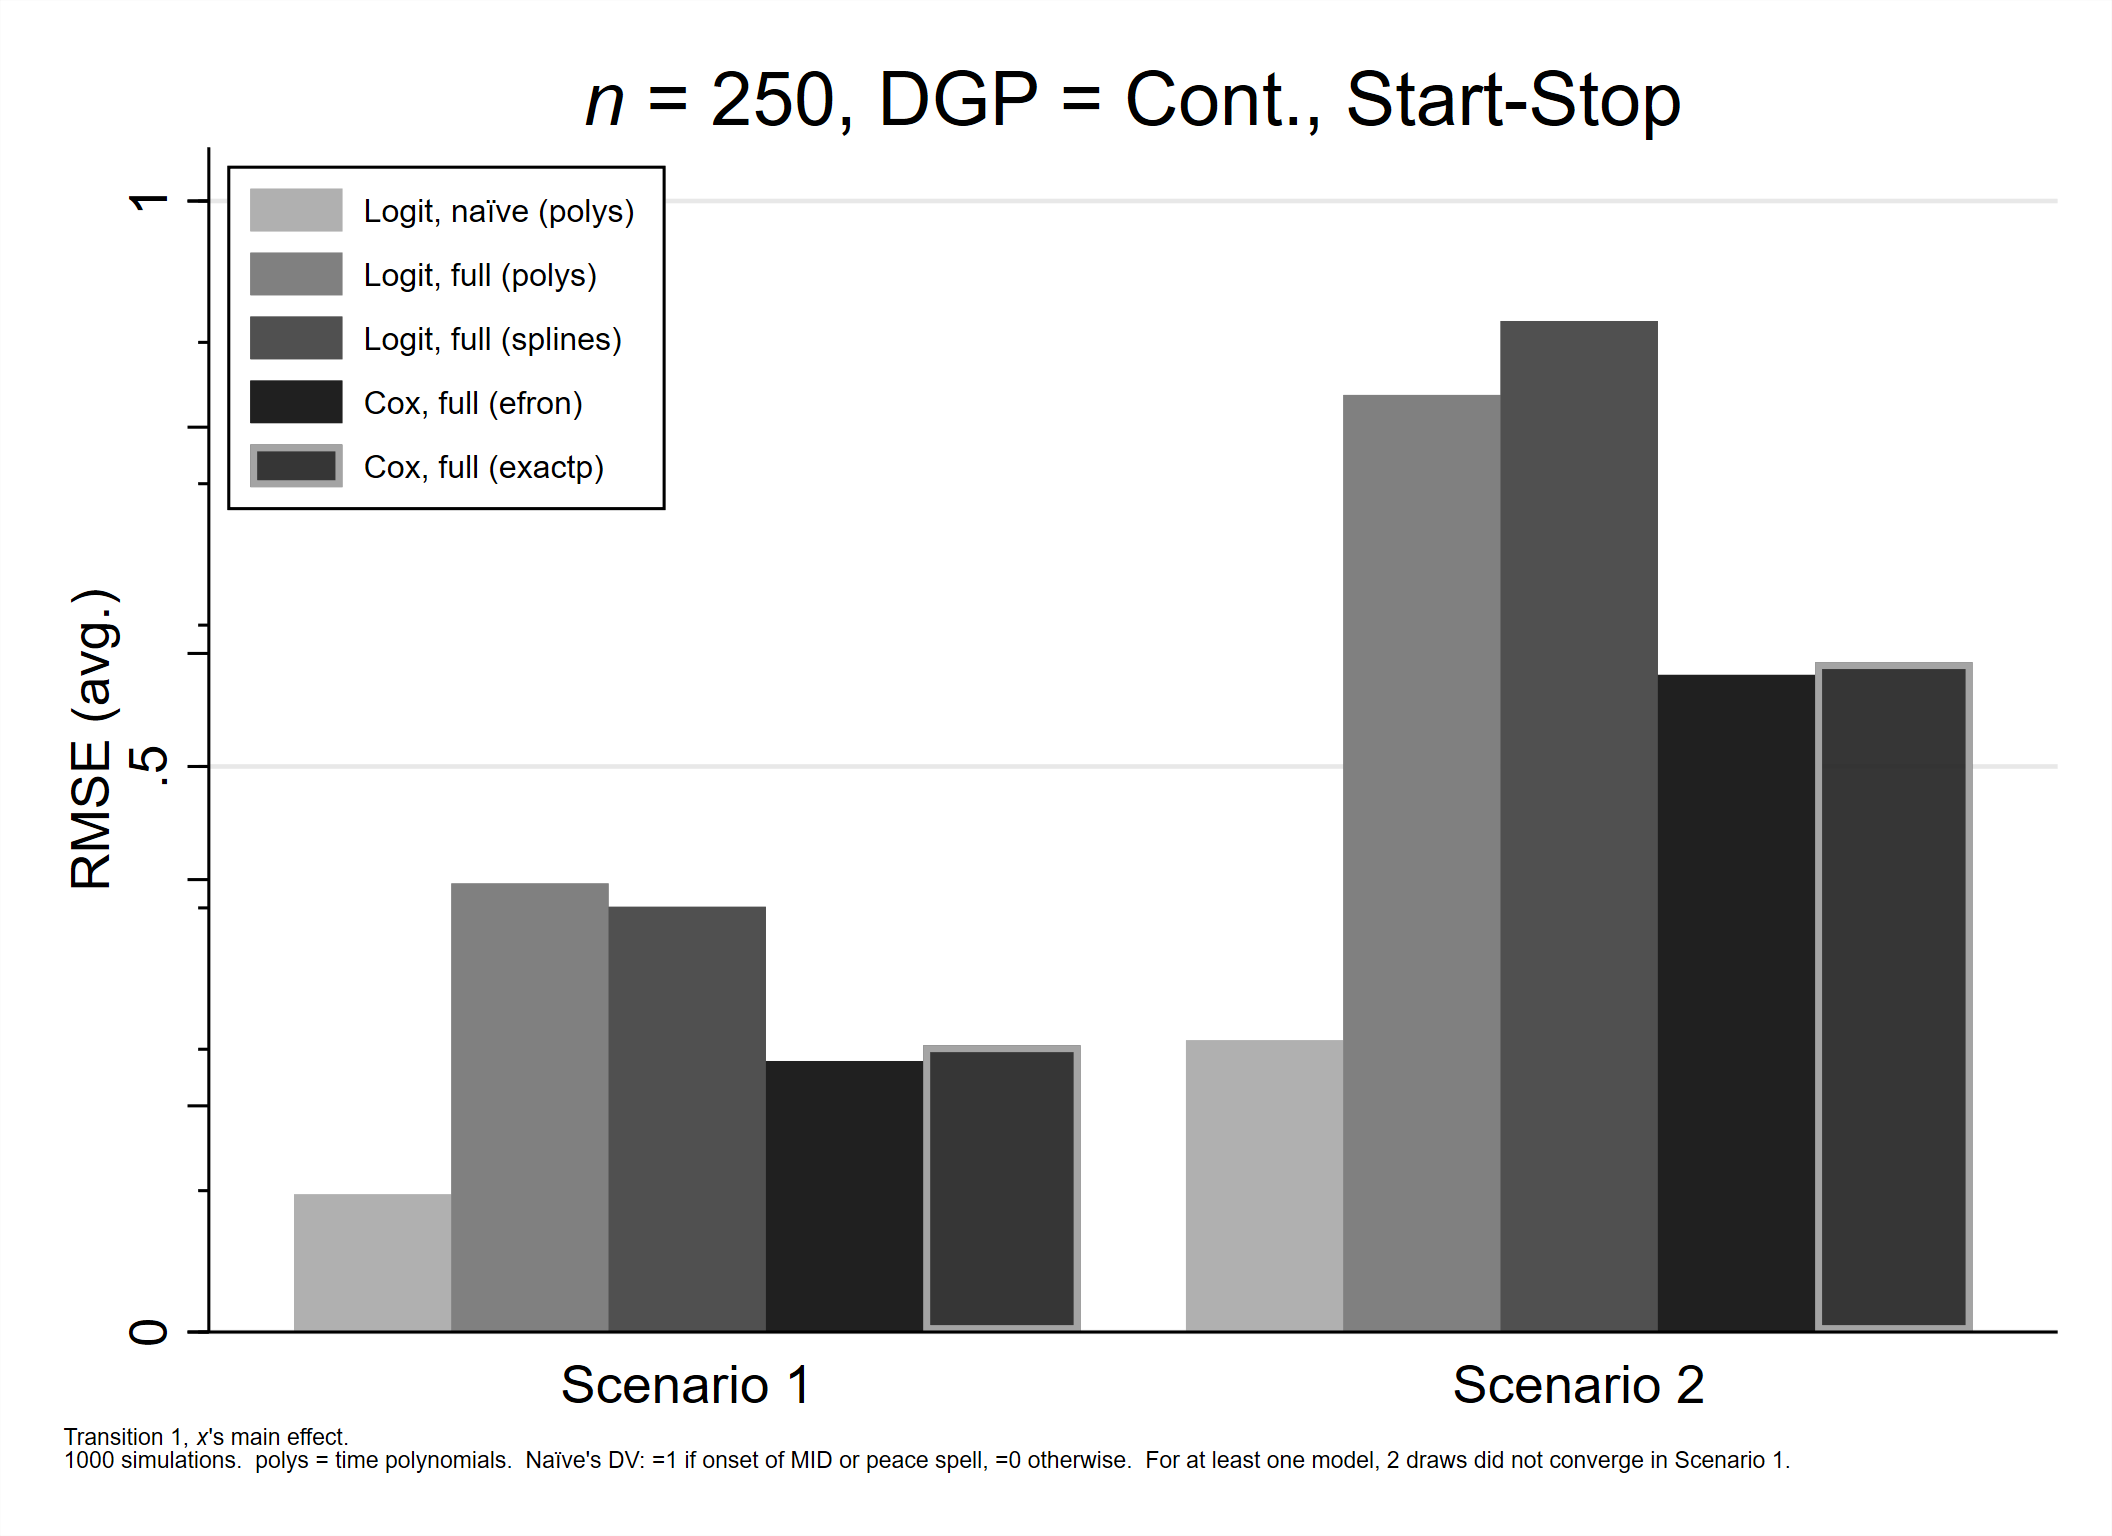 n = 250, DGP = Cont., Start-Stop
Logit, naïve (polys)
Logit, full (polys)
Logit, full (splines)
Cox, full (efron)
Cox, full (exactp)
RMSE (avg.)
1
.5
0
Scenario 1
Scenario 2
Transition 1, x's main effect.
1000 simulations.  polys = time polynomials.  Naïve's DV: =1 if onset of MID or peace spell, =0 otherwise.  For at least one model, 2 draws did not converge in Scenario 1.